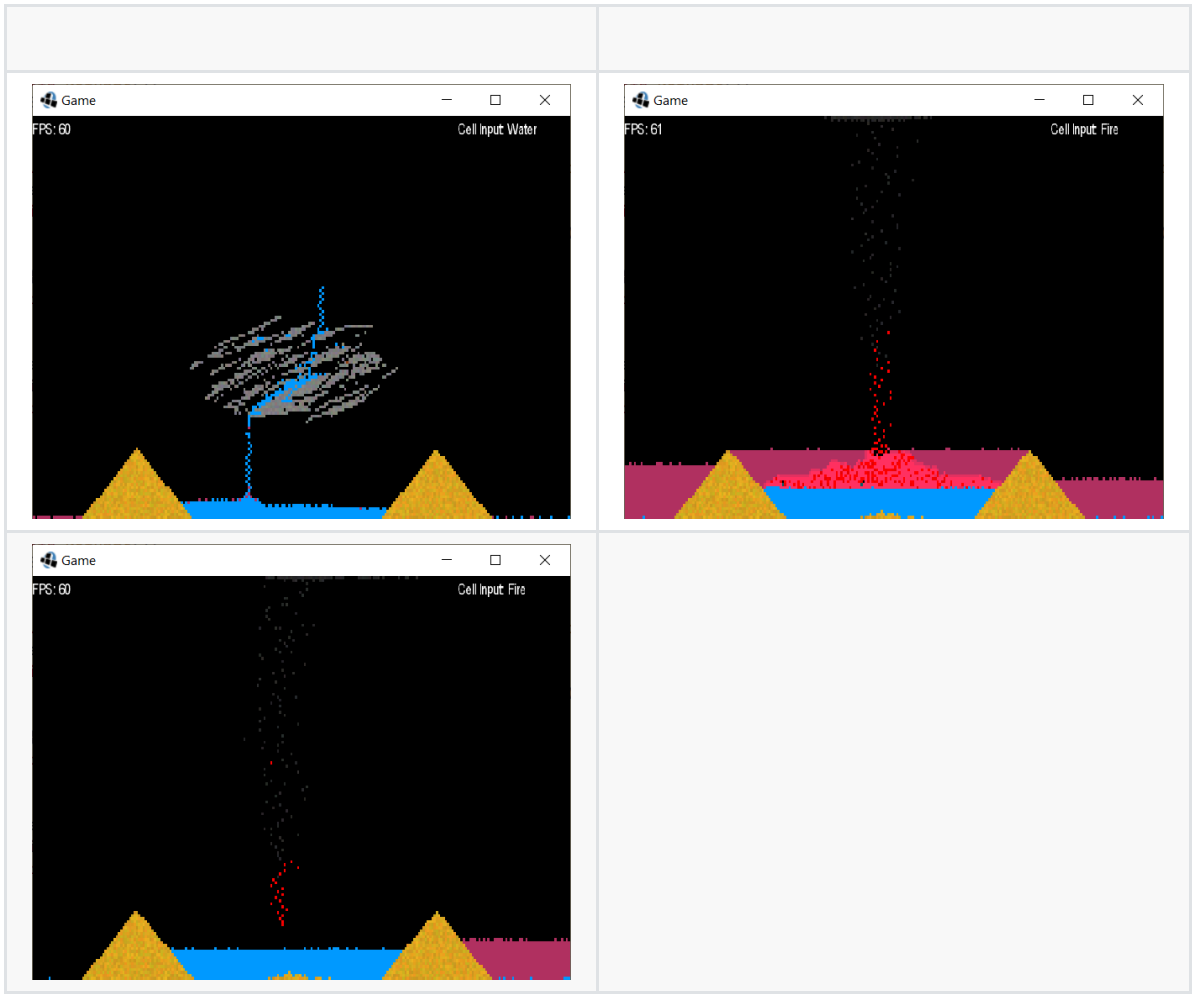 Game
FPS: 60
Cell Input: Water
Game
FPS: 61
Cell Input: Fire
Game
FPS: 60
Cell Input: Fire